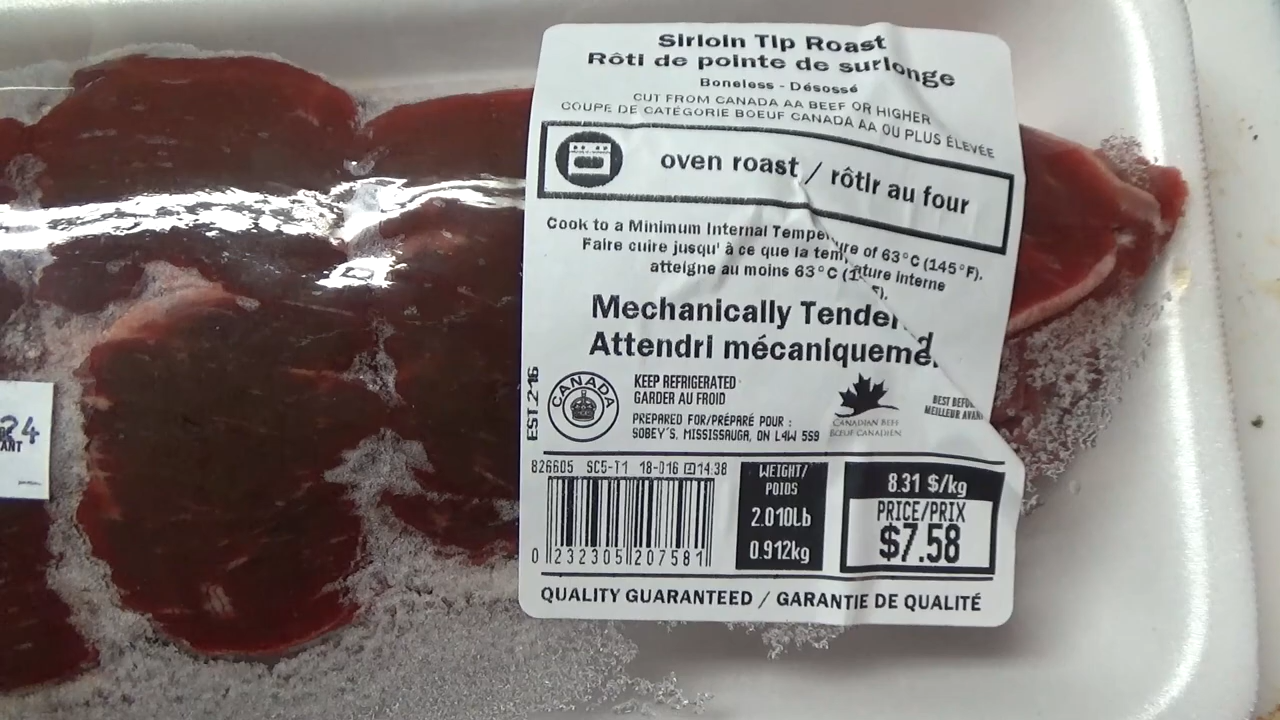 Sirloin Tip Roast
Rôti de pointe de surlonge
Boneless - Désossé
CUT FROM CANADA AA BEEF OR HIGHER
COUPE DE CATÉGORIE BOEUF CANADA AA OU PLUS ÉLEVÉE
oven roast / rôtir au four
Cook to a Minimum Internal Tempe ure of 63°C (145°F).
Faire cuire jusqu' à ce que la tem ature interne
atteigne au moins 63°C (1 °F).
Mechanically Tender d
Attendri mécaniqueme
EST.216
CANADA
KEEP REFRIGERATED
GARDER AU FROID
PREPARED FOR/PRÉPARÉ POUR :
SOBEY'S, MISSISSAUGA, ON L4W 5S9
CANADIAN BEEF
BŒUF CANADIEN
BEST BEFO
MEILLEUR AVAN
826605 SC5-T1 18-016 14:38
0 232305 207581
WEIGHT/
POIDS
2.010Lb
0.912kg
8.31 $/kg
PRICE/PRIX
$7.58
QUALITY GUARANTEED / GARANTIE DE QUALITÉ
24
ANT